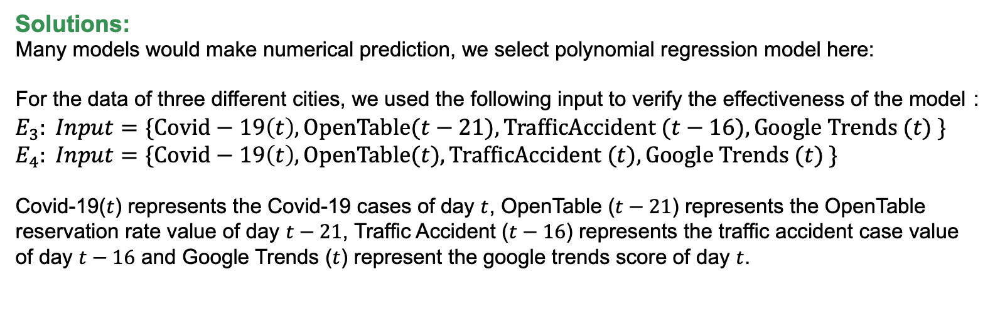 Solutions:
Many models would make numerical prediction, we select polynomial regression model here:
For the data of three different cities, we used the following input to verify the effectiveness of the model :
E₃: Input = {Covid − 19(t), OpenTable(t − 21), TrafficAccident (t − 16), Google Trends (t) }
E₄: Input = {Covid − 19(t), OpenTable(t), TrafficAccident (t), Google Trends (t) }
Covid-19(t) represents the Covid-19 cases of day t, OpenTable (t − 21) represents the OpenTable
reservation rate value of day t − 21, Traffic Accident (t − 16) represents the traffic accident case value
of day t − 16 and Google Trends (t) represent the google trends score of day t.